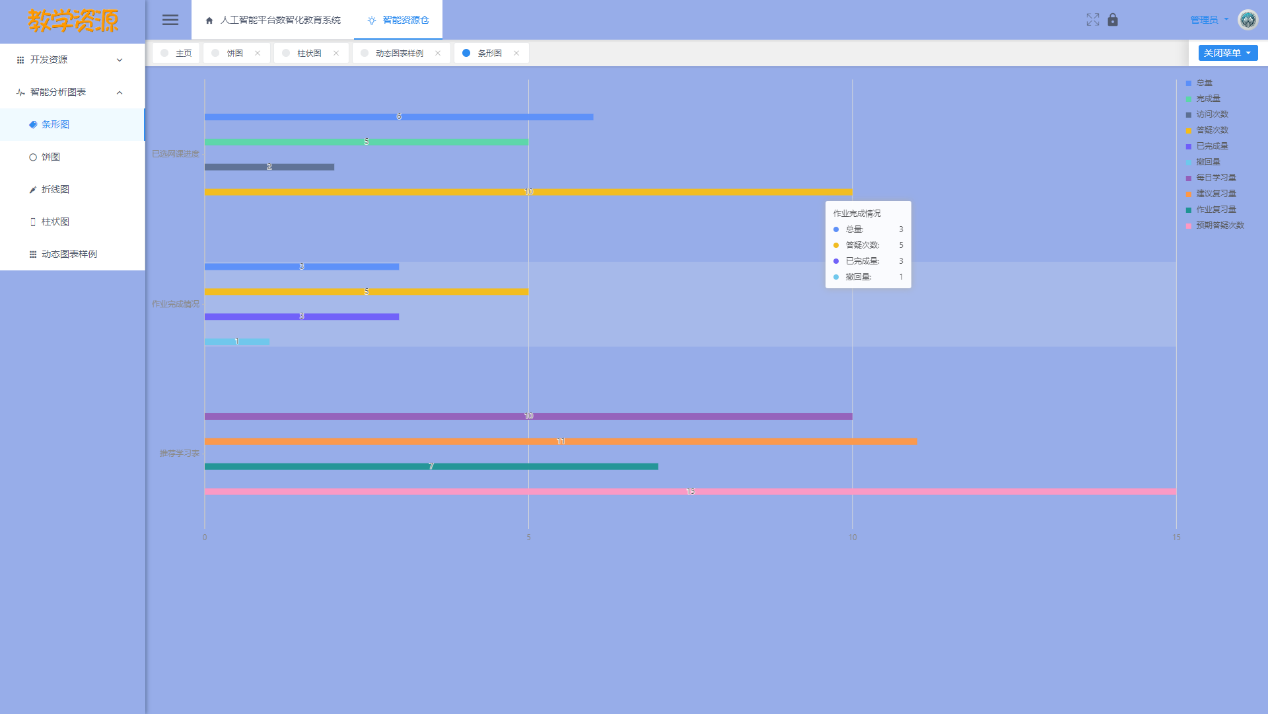 教学资源
人工智能平台数智化教育系统
智能资源仓
管理员
主页
饼图
柱状图
动态图表样例
条形图
关闭菜单
开发资源
智能分析图表
条形图
饼图
折线图
柱状图
动态图表样例
总量
完成量
访问次数
答疑次数
已完成量
撤回量
每日学习量
建议复习量
作业复习量
预期答疑次数
6
5
2
10
作业完成情况
总量: 3
答疑次数: 5
已完成量: 3
撤回量: 1
3
5
作业完成情况
3
1
10
11
推荐学习表
7
15
0 5 10 15